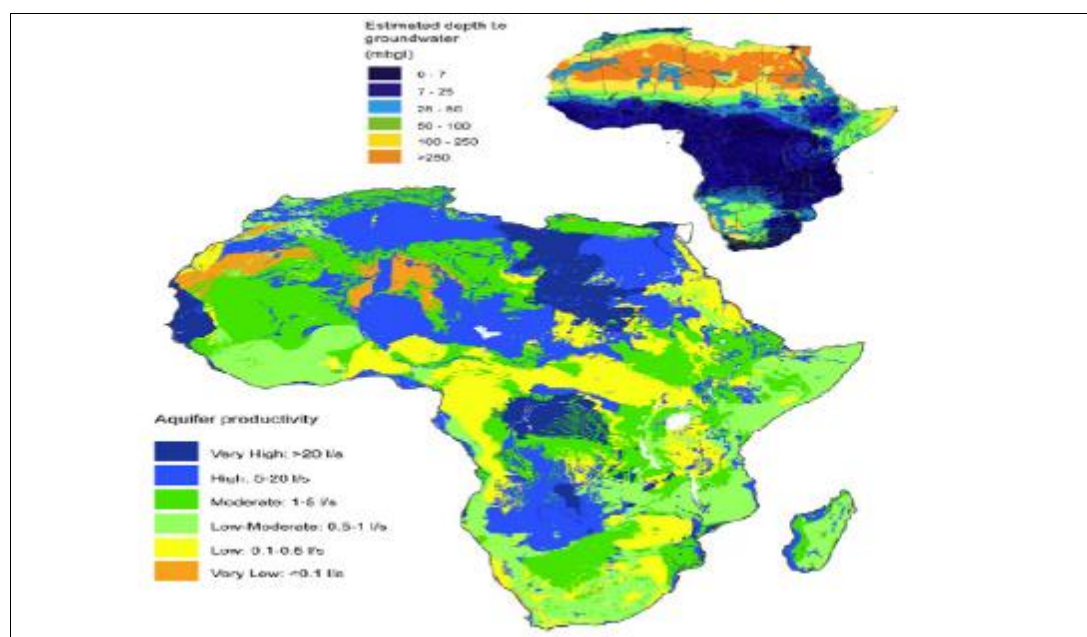 Estimated depth to
groundwater
(mbgl)
0 - 7
7 - 25
25 - 50
50 - 100
100 - 250
>250
Aquifer productivity
Very High: >20 l/s
High: 5-20 l/s
Moderate: 1-5 l/s
Low-Moderate: 0.5-1 l/s
Low: 0.1-0.5 l/s
Very Low: <0.1 l/s